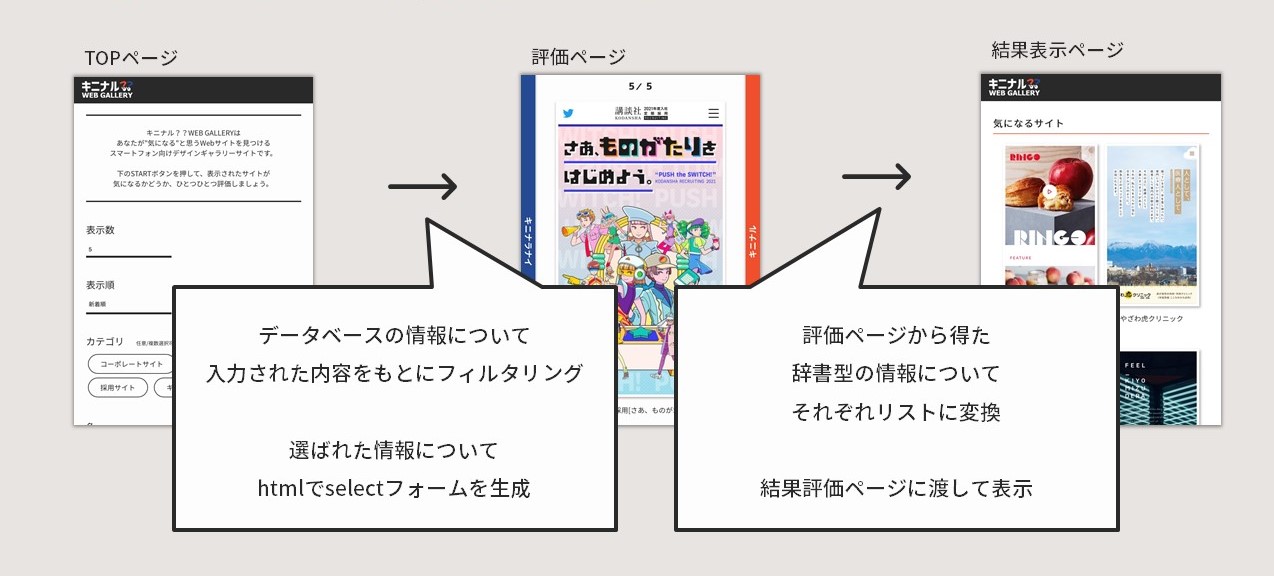 TOPページ
キニナル??
WEB GALLERY
キニナル??WEB GALLERYは
あなたが"気になる"と思うWebサイトを見つける
スマートフォン向けデザインギャラリーサイトです。
下のSTARTボタンを押して、表示されたサイトが
気になるかどうか、ひとつひとつ評価しましょう。
表示数
5
表示順
新着順
カテゴリ
コーポレートサイト
採用サイト
キ
データベースの情報について
入力された内容をもとにフィルタリング
選ばれた情報について
htmlでselectフォームを生成
評価ページ
5/ 5
講談社
KODANSHA
さあ、ものがたりを
はじめよう。
"PUSH the SWITCH!"
KODANSHA RECRUITING 2021
キニナラナイ
キニナル
採用[さあ、ものが
評価ページから得た
辞書型の情報について
それぞれリストに変換
結果評価ページに渡して表示
結果表示ページ
キニナル??
WEB GALLERY
気になるサイト
RINGO
RINGO
FEATURE
やざわ虎クリニック
FEEL
KIYO
MIZU
DERA